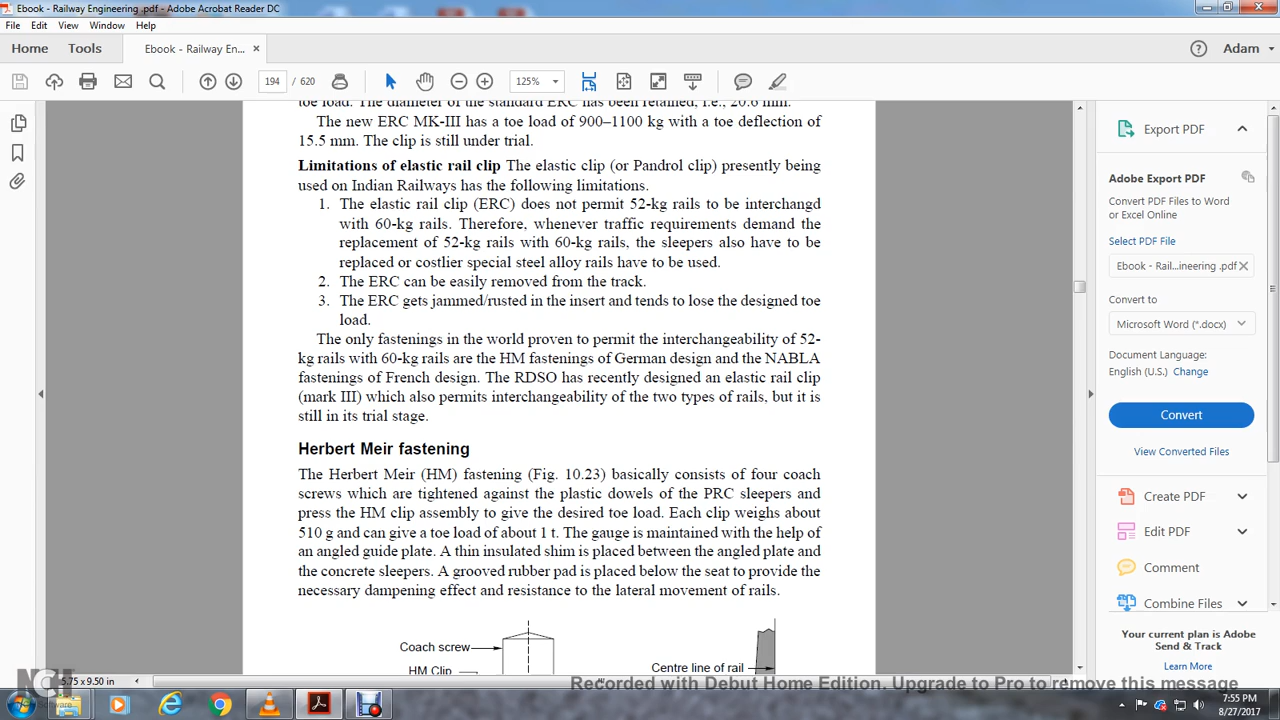 Ebook - Railway Engineering .pdf - Adobe Acrobat Reader DC
File Edit View Window Help
Home Tools Ebook - Railway En... × Adam
194 / 620 125%
toe load. The diameter of the standard ERC has been retained, i.e., 20.6 mm.
The new ERC MK-III has a toe load of 900–1100 kg with a toe deflection of
15.5 mm. The clip is still under trial.
Limitations of elastic rail clip The elastic clip (or Pandrol clip) presently being
used on Indian Railways has the following limitations.
1. The elastic rail clip (ERC) does not permit 52-kg rails to be interchangd
with 60-kg rails. Therefore, whenever traffic requirements demand the
replacement of 52-kg rails with 60-kg rails, the sleepers also have to be
replaced or costlier special steel alloy rails have to be used.
2. The ERC can be easily removed from the track.
3. The ERC gets jammed/rusted in the insert and tends to lose the designed toe
load.
The only fastenings in the world proven to permit the interchangeability of 52-
kg rails with 60-kg rails are the HM fastenings of German design and the NABLA
fastenings of French design. The RDSO has recently designed an elastic rail clip
(mark III) which also permits interchangeability of the two types of rails, but it is
still in its trial stage.
Herbert Meir fastening
The Herbert Meir (HM) fastening (Fig. 10.23) basically consists of four coach
screws which are tightened against the plastic dowels of the PRC sleepers and
press the HM clip assembly to give the desired toe load. Each clip weighs about
510 g and can give a toe load of about 1 t. The gauge is maintained with the help of
an angled guide plate. A thin insulated shim is placed between the angled plate and
the concrete sleepers. A grooved rubber pad is placed below the seat to provide the
necessary dampening effect and resistance to the lateral movement of rails.
Coach screw
HM Clip
Centre line of rail
Export PDF
Adobe Export PDF
Convert PDF Files to Word
or Excel Online
Select PDF File
Ebook - Rail...ineering .pdf ×
Convert to
Microsoft Word (*.docx)
Document Language:
English (U.S.) Change
Convert
View Converted Files
Create PDF
Edit PDF
Comment
Combine Files
Your current plan is Adobe
Send & Track
Learn More
5.75 x 9.50 in
NCH
Software
Recorded with Debut Home Edition. Upgrade to Pro to remove this message
7:55 PM
8/27/2017